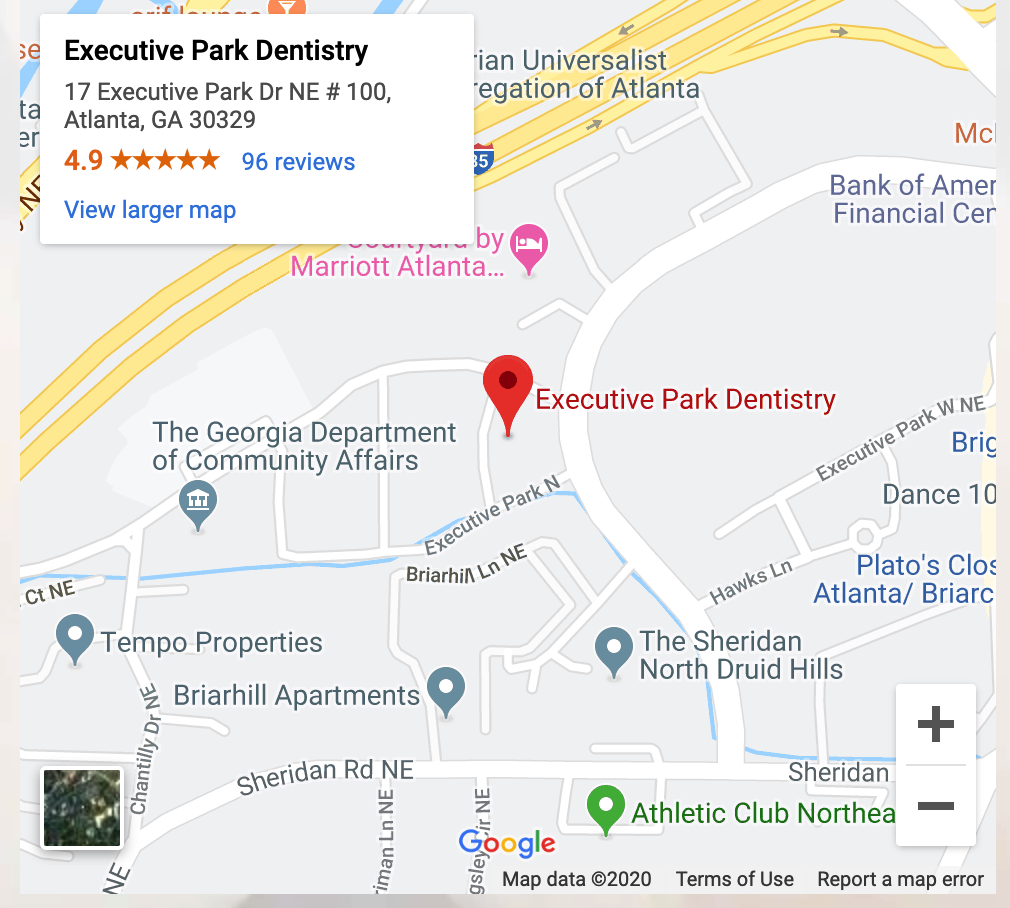 Executive Park Dentistry
17 Executive Park Dr NE # 100,
Atlanta, GA 30329
4.9 ★★★★★ 96 reviews
View larger map
rian Universalist
regation of Atlanta
85
McI
Bank of Amer
Financial Cen
Courtyard by
Marriott Atlanta...
Executive Park Dentistry
Executive Park W NE
Brig
The Georgia Department
of Community Affairs
Dance 10
Executive Park N
Briarhill Ln NE
Plato's Clos
Atlanta/ Briarc
Hawks Ln
Ct NE
Tempo Properties
The Sheridan
North Druid Hills
Briarhill Apartments
Chantilly Dr NE
Sheridan Rd NE
Sheridan
Athletic Club Northea
riman Ln NE
gsley Cir NE
NE
Google
Map data ©2020 Terms of Use Report a map error